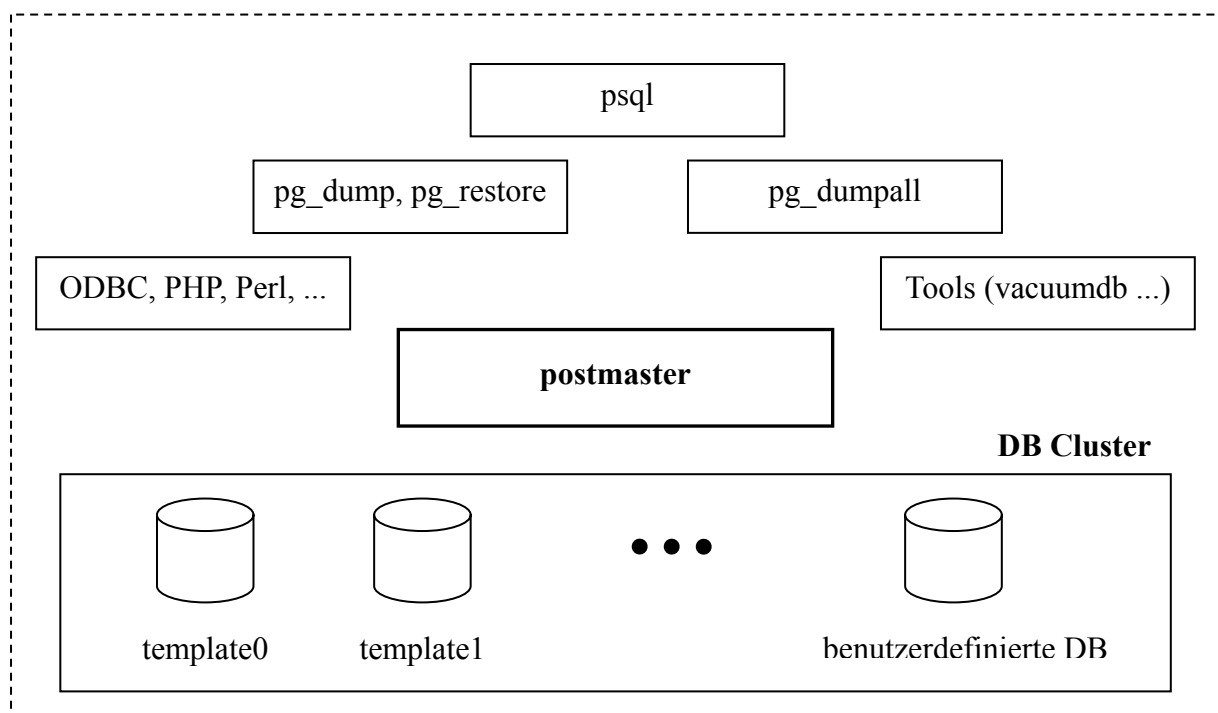 psql
pg_dump, pg_restore
pg_dumpall
ODBC, PHP, Perl, ...
Tools (vacuumdb ...)
postmaster
DB Cluster
template0
template1
benutzerdefinierte DB